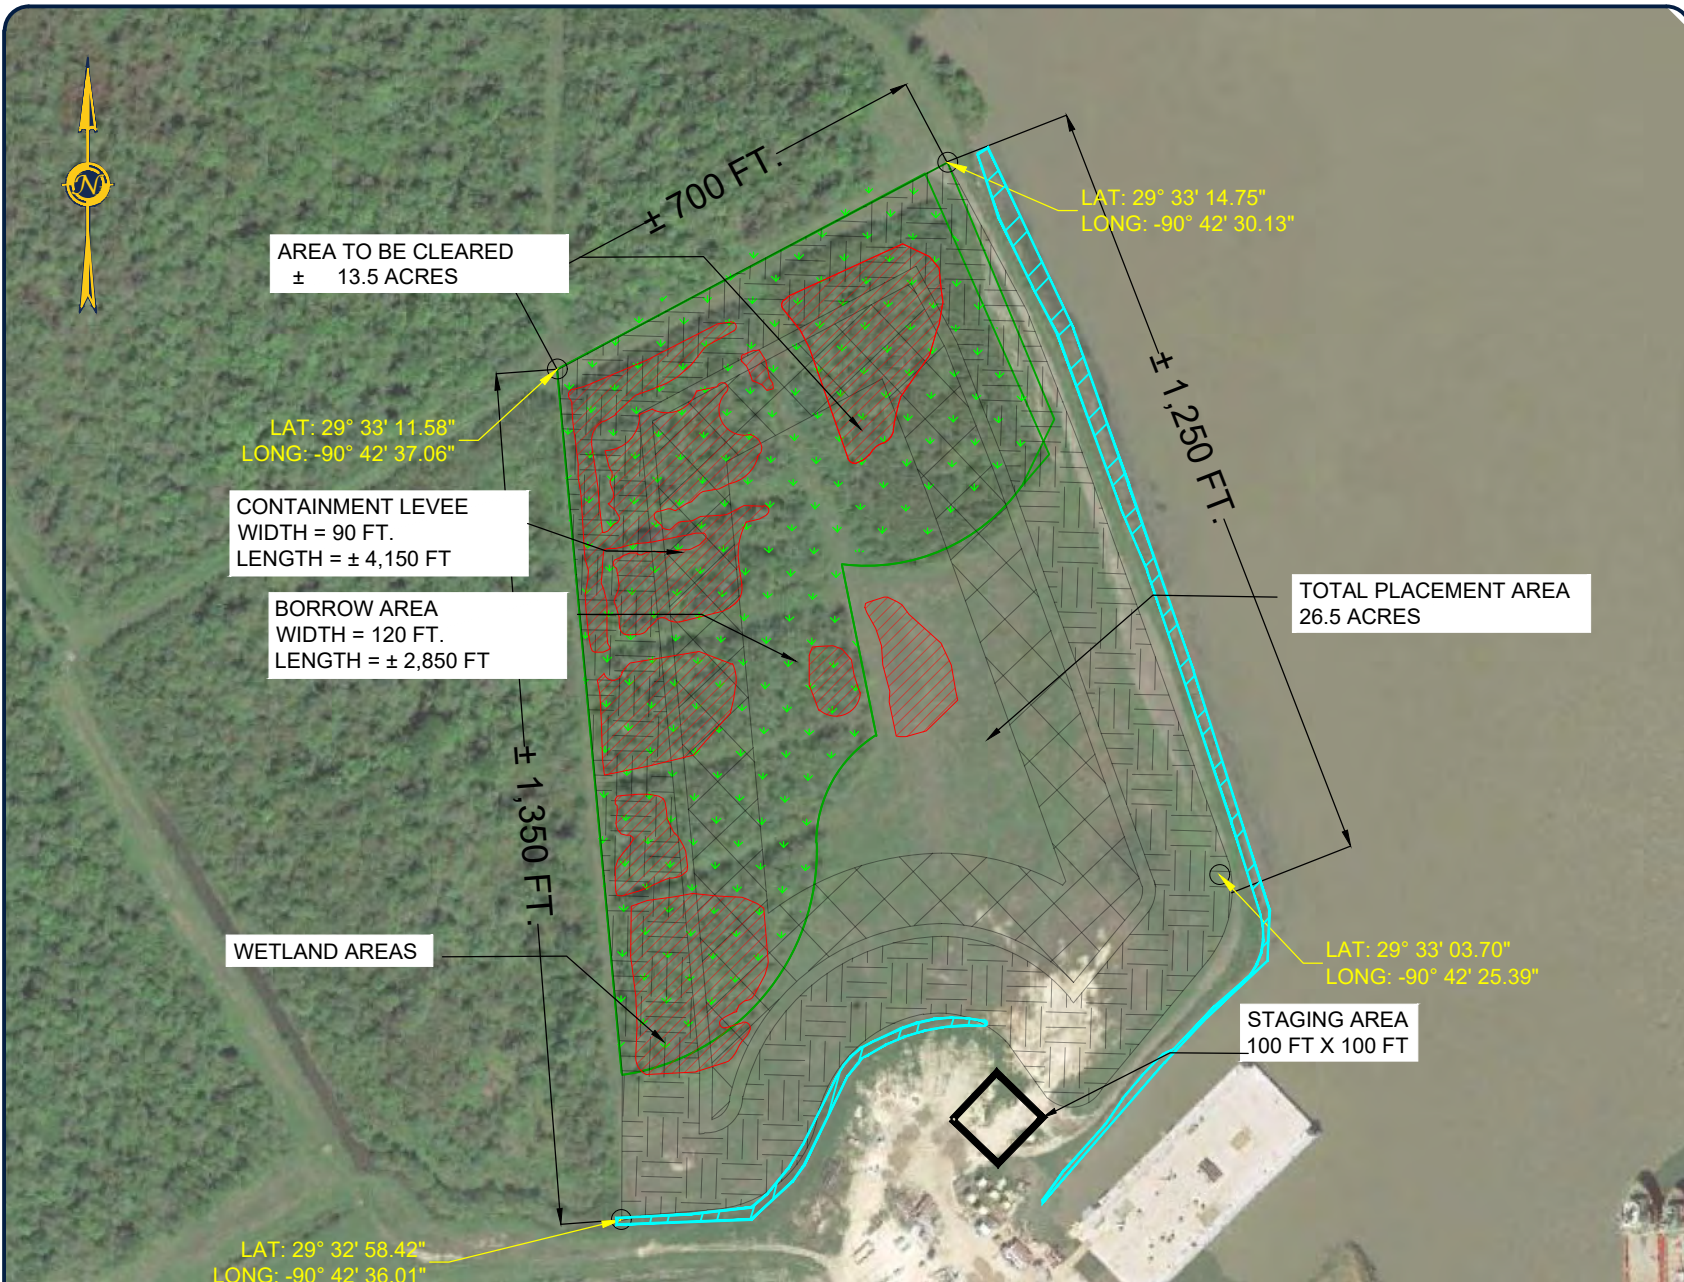 N
± 700 FT.
LAT: 29° 33' 14.75"
LONG: -90° 42' 30.13"
AREA TO BE CLEARED
± 13.5 ACRES
± 1,250 FT.
LAT: 29° 33' 11.58"
LONG: -90° 42' 37.06"
CONTAINMENT LEVEE
WIDTH = 90 FT.
LENGTH = ± 4,150 FT
TOTAL PLACEMENT AREA
26.5 ACRES
BORROW AREA
WIDTH = 120 FT.
LENGTH = ± 2,850 FT
± 1,350 FT.
WETLAND AREAS
LAT: 29° 33' 03.70"
LONG: -90° 42' 25.39"
STAGING AREA
100 FT X 100 FT
LAT: 29° 32' 58.42"
LONG: -90° 42' 36.01"